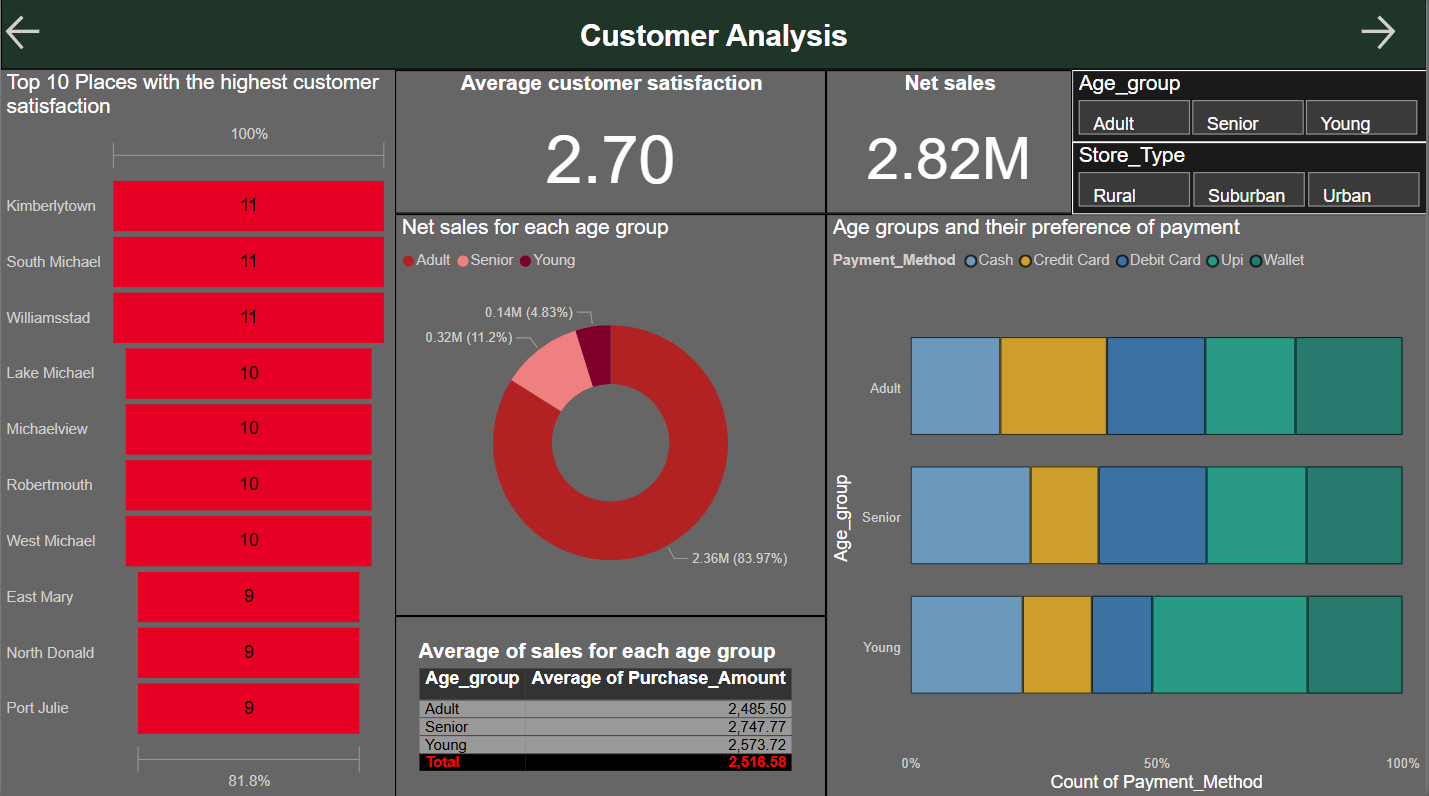 Customer Analysis
Top 10 Places with the highest customer
satisfaction
100%
Kimberlytown 11
South Michael 11
Williamsstad 11
Lake Michael 10
Michaelview 10
Robertmouth 10
West Michael 10
East Mary 9
North Donald 9
Port Julie 9
81.8%
Average customer satisfaction
2.70
Net sales
2.82M
Age_group
Adult Senior Young
Store_Type
Rural Suburban Urban
Net sales for each age group
Adult Senior Young
0.14M (4.83%)
0.32M (11.2%)
2.36M (83.97%)
Average of sales for each age group
Age_group Average of Purchase_Amount
Adult 2,485.50
Senior 2,747.77
Young 2,573.72
Total 2,516.58
Age groups and their preference of payment
Payment_Method Cash Credit Card Debit Card Upi Wallet
Age_group
Adult
Senior
Young
0% 50% 100%
Count of Payment_Method